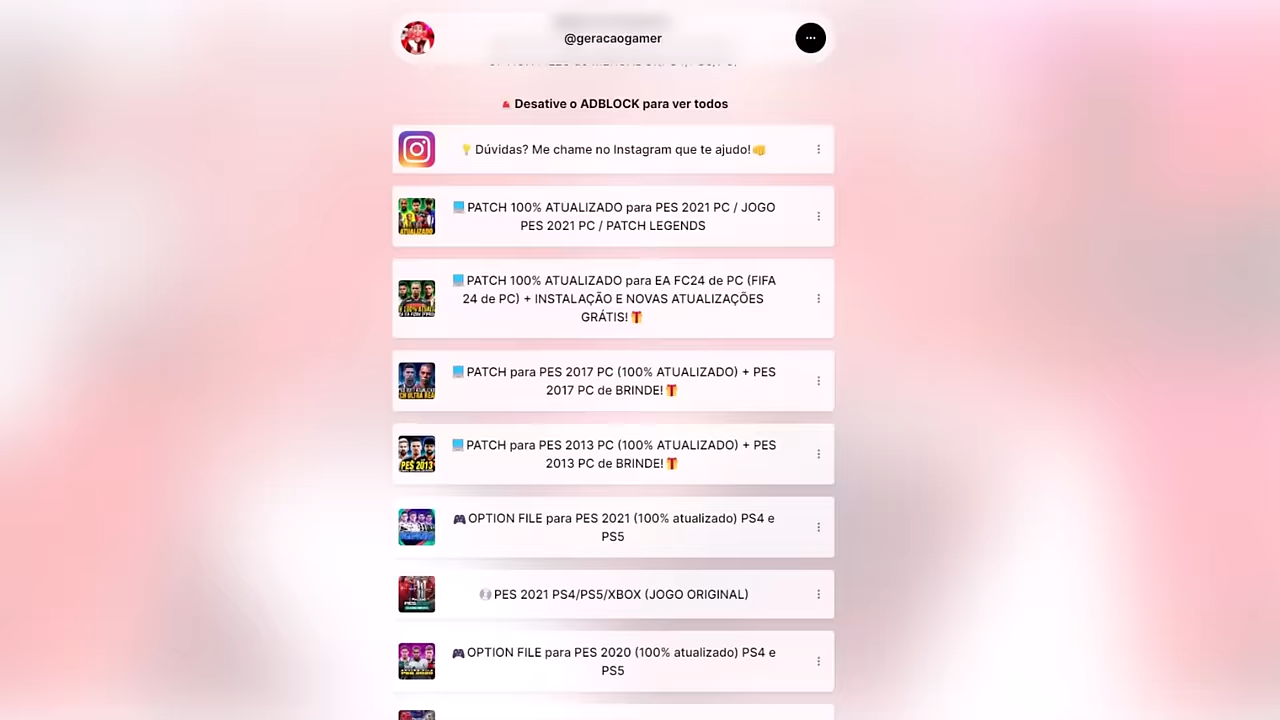 @geracaogamer
Desative o ADBLOCK para ver todos
Dúvidas? Me chame no Instagram que te ajudo!
PATCH 100% ATUALIZADO para PES 2021 PC / JOGO
PES 2021 PC / PATCH LEGENDS
PATCH 100% ATUALIZADO para EA FC24 de PC (FIFA
24 de PC) + INSTALAÇÃO E NOVAS ATUALIZAÇÕES
GRÁTIS!
PATCH para PES 2017 PC (100% ATUALIZADO) + PES
2017 PC de BRINDE!
PATCH para PES 2013 PC (100% ATUALIZADO) + PES
2013 PC de BRINDE!
PES 2013
OPTION FILE para PES 2021 (100% atualizado) PS4 e
PS5
PES 2021 PS4/PS5/XBOX (JOGO ORIGINAL)
OPTION FILE para PES 2020 (100% atualizado) PS4 e
PS5